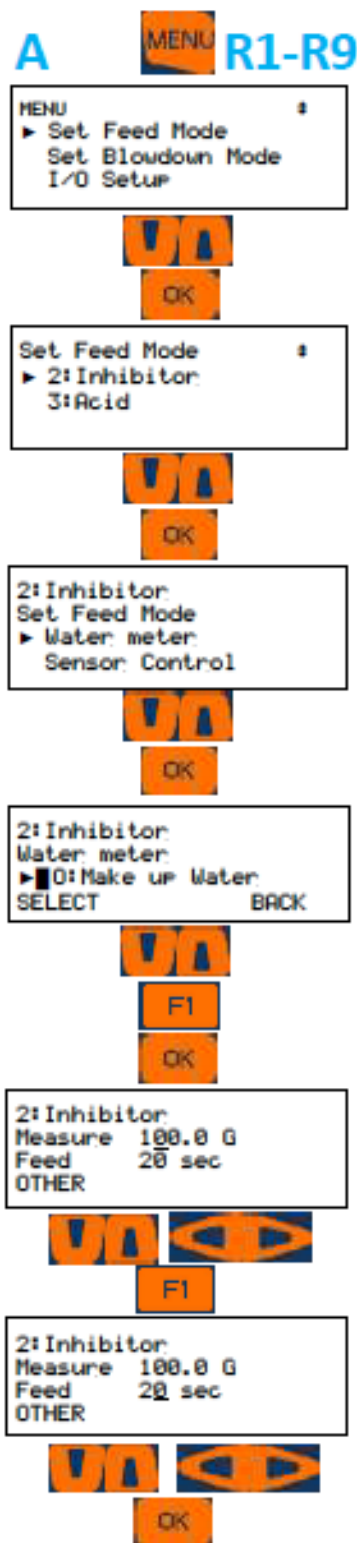 A MENU R1-R9
MENU
► Set Feed Mode
Set Blowdown Mode
I/O Setup
OK
Set Feed Mode
► 2:Inhibitor
3:Acid
OK
2:Inhibitor
Set Feed Mode
► Water meter
Sensor Control
OK
2:Inhibitor
Water meter
►█O:Make up Water
SELECT BACK
F1
OK
2:Inhibitor
Measure 100.0 G
Feed 20 sec
OTHER
F1
2:Inhibitor
Measure 100.0 G
Feed 20 sec
OTHER
OK